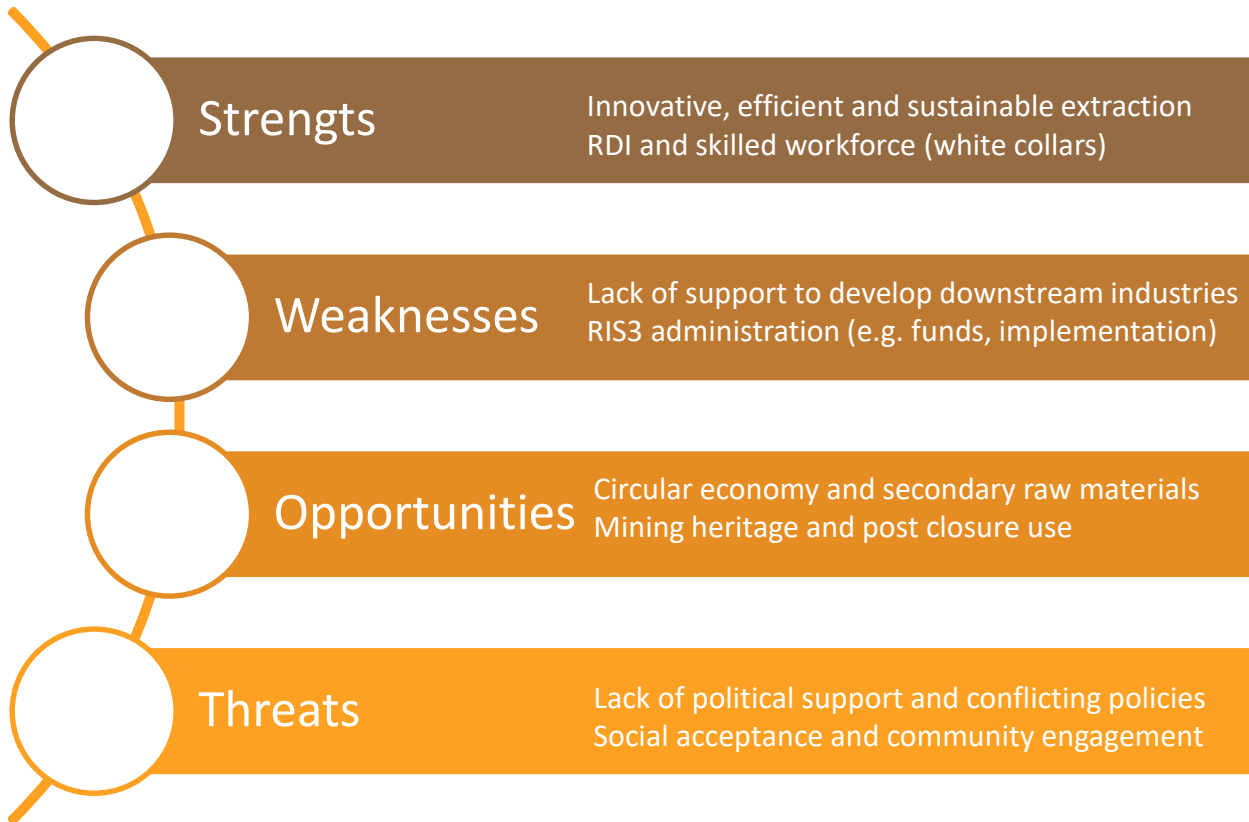 Strengts
Innovative, efficient and sustainable extraction
RDI and skilled workforce (white collars)
Weaknesses
Lack of support to develop downstream industries
RIS3 administration (e.g. funds, implementation)
Opportunities
Circular economy and secondary raw materials
Mining heritage and post closure use
Threats
Lack of political support and conflicting policies
Social acceptance and community engagement